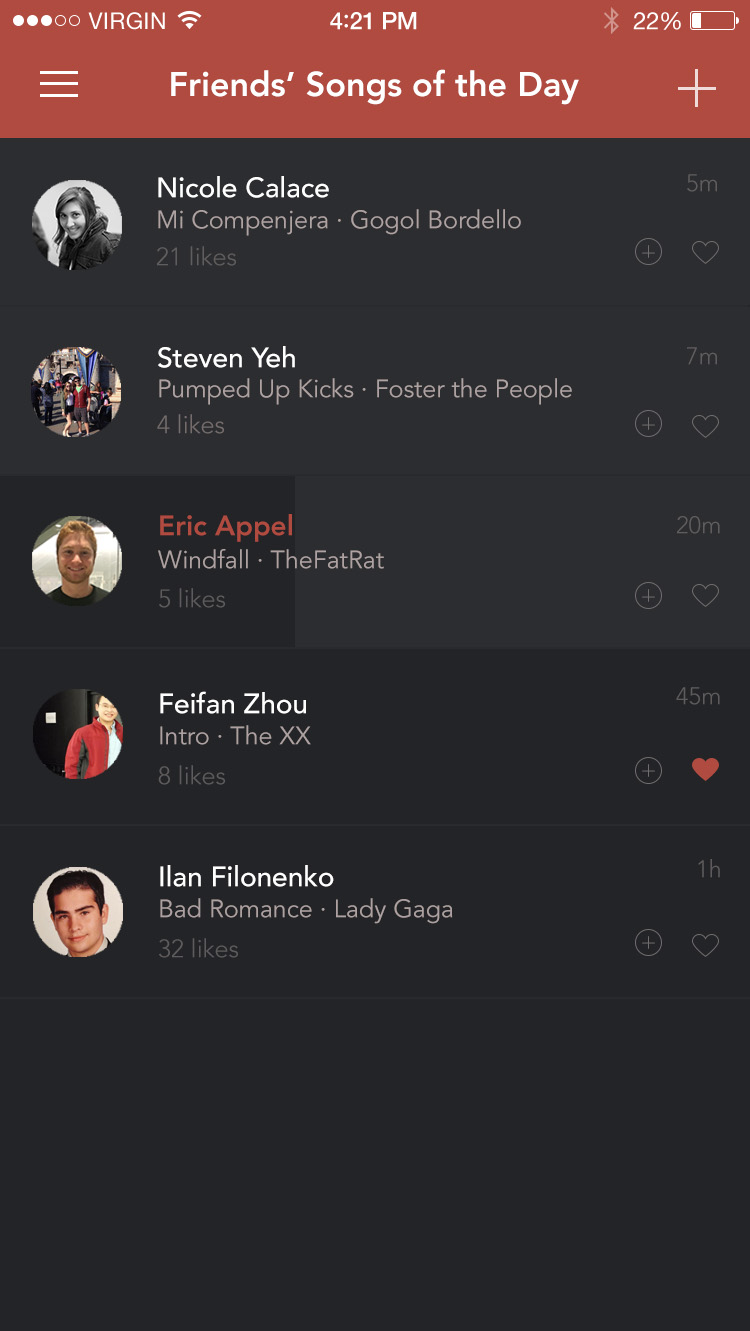 VIRGIN 4:21 PM 22%
Friends’ Songs of the Day
Nicole Calace 5m
Mi Compenjera · Gogol Bordello
21 likes
Steven Yeh 7m
Pumped Up Kicks · Foster the People
4 likes
Eric Appel 20m
Windfall · TheFatRat
5 likes
Feifan Zhou 45m
Intro · The XX
8 likes
Ilan Filonenko 1h
Bad Romance · Lady Gaga
32 likes